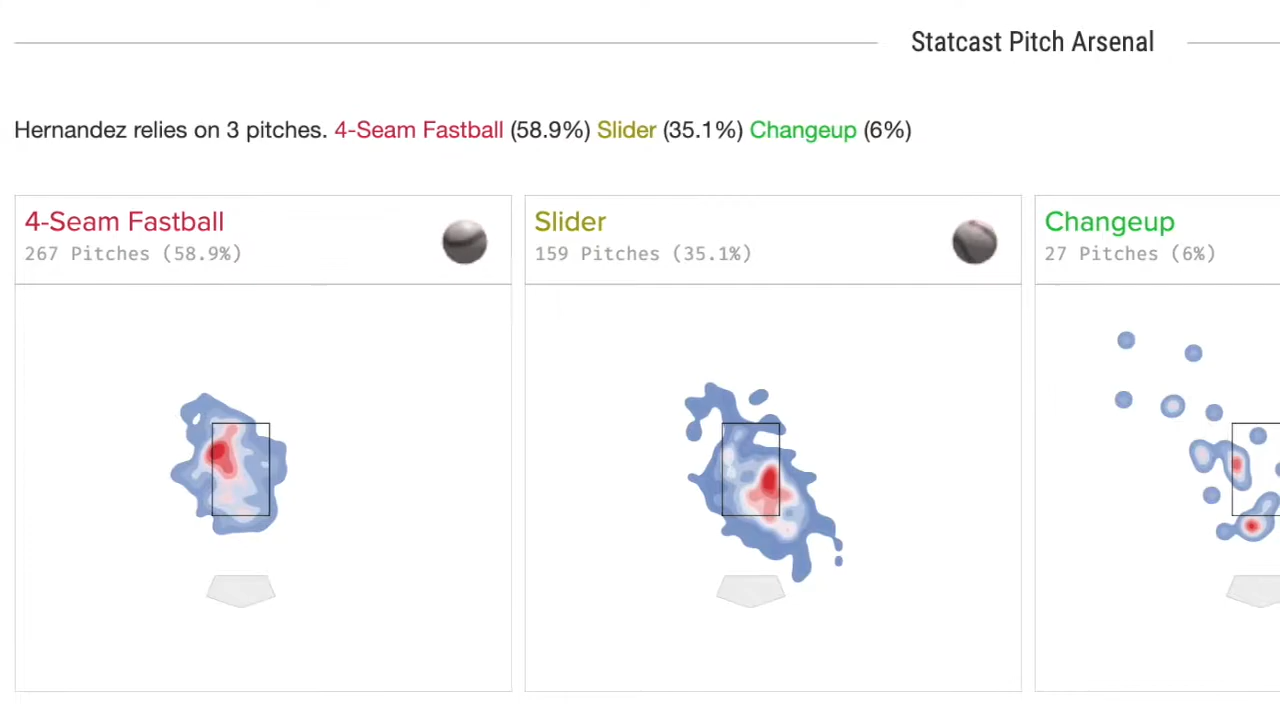 Statcast Pitch Arsenal
Hernandez relies on 3 pitches. 4-Seam Fastball (58.9%) Slider (35.1%) Changeup (6%)
4-Seam Fastball
267 Pitches (58.9%)
Slider
159 Pitches (35.1%)
Changeup
27 Pitches (6%)